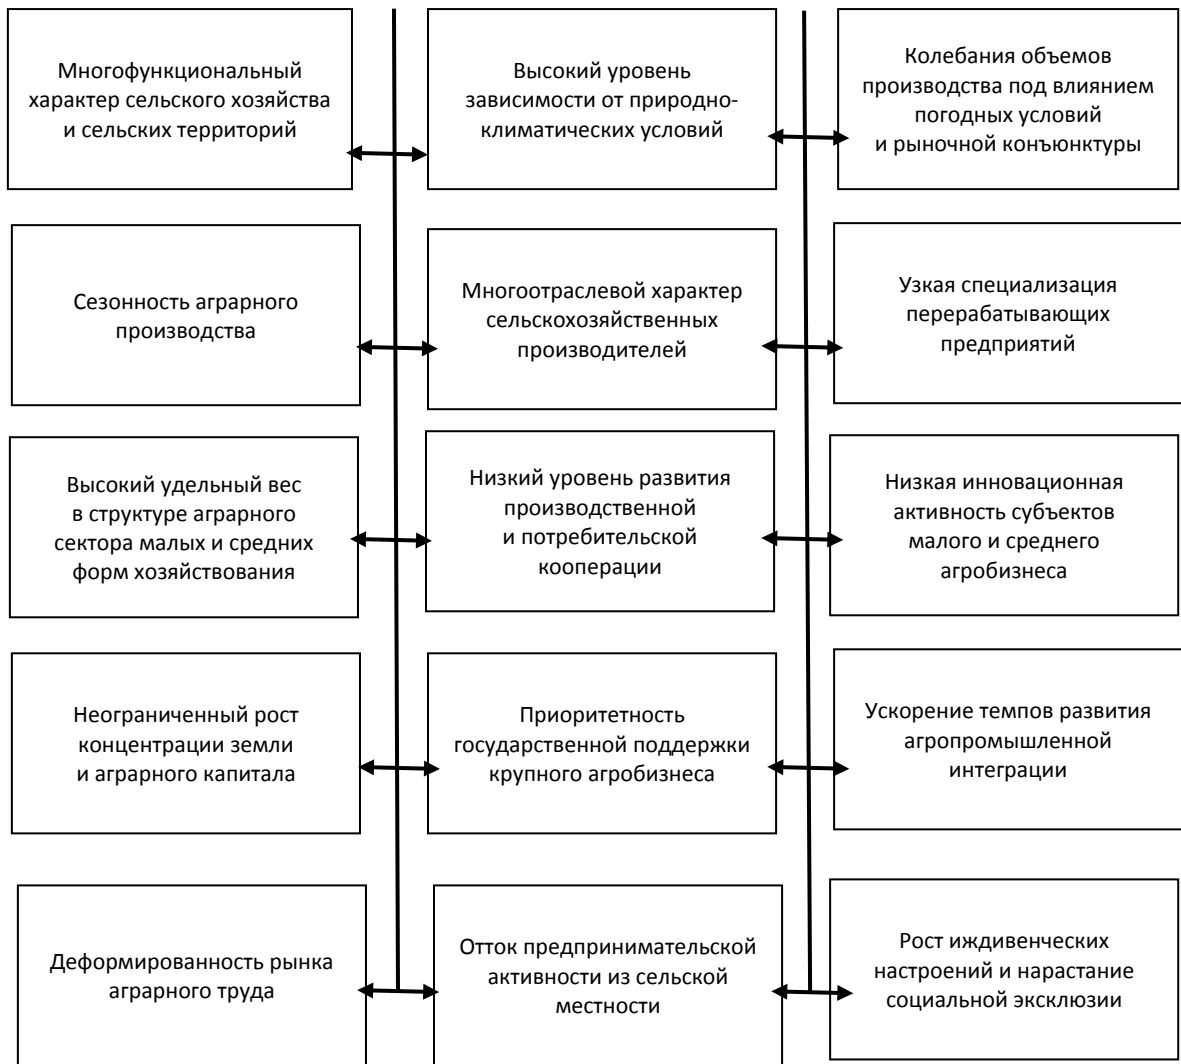 Многофункциональный
характер сельского хозяйства
и сельских территорий
Высокий уровень
зависимости от природно-
климатических условий
Колебания объемов
производства под влиянием
погодных условий
и рыночной конъюнктуры
Сезонность аграрного
производства
Многоотраслевой характер
сельскохозяйственных
производителей
Узкая специализация
перерабатывающих
предприятий
Высокий удельный вес
в структуре аграрного
сектора малых и средних
форм хозяйствования
Низкий уровень развития
производственной
и потребительской
кооперации
Низкая инновационная
активность субъектов
малого и среднего
агробизнеса
Неограниченный рост
концентрации земли
и аграрного капитала
Приоритетность
государственной поддержки
крупного агробизнеса
Ускорение темпов развития
агропромышленной
интеграции
Деформированность рынка
аграрного труда
Отток предпринимательской
активности из сельской
местности
Рост иждивенческих
настроений и нарастание
социальной эксклюзии